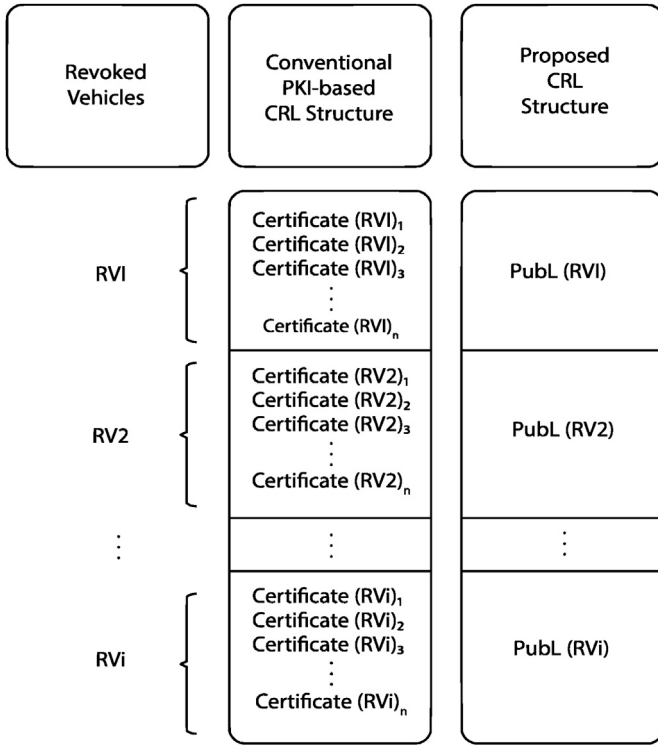 Revoked
Vehicles
Conventional
PKI-based
CRL Structure
Proposed
CRL
Structure
RVI
Certificate (RVI)₁
Certificate (RVI)₂
Certificate (RVI)₃
⋮
Certificate (RVI)ₙ
PubL (RVI)
RV2
Certificate (RV2)₁
Certificate (RV2)₂
Certificate (RV2)₃
⋮
Certificate (RV2)ₙ
PubL (RV2)
⋮
⋮
⋮
RVi
Certificate (RVi)₁
Certificate (RVi)₂
Certificate (RVi)₃
⋮
Certificate (RVi)ₙ
PubL (RVi)